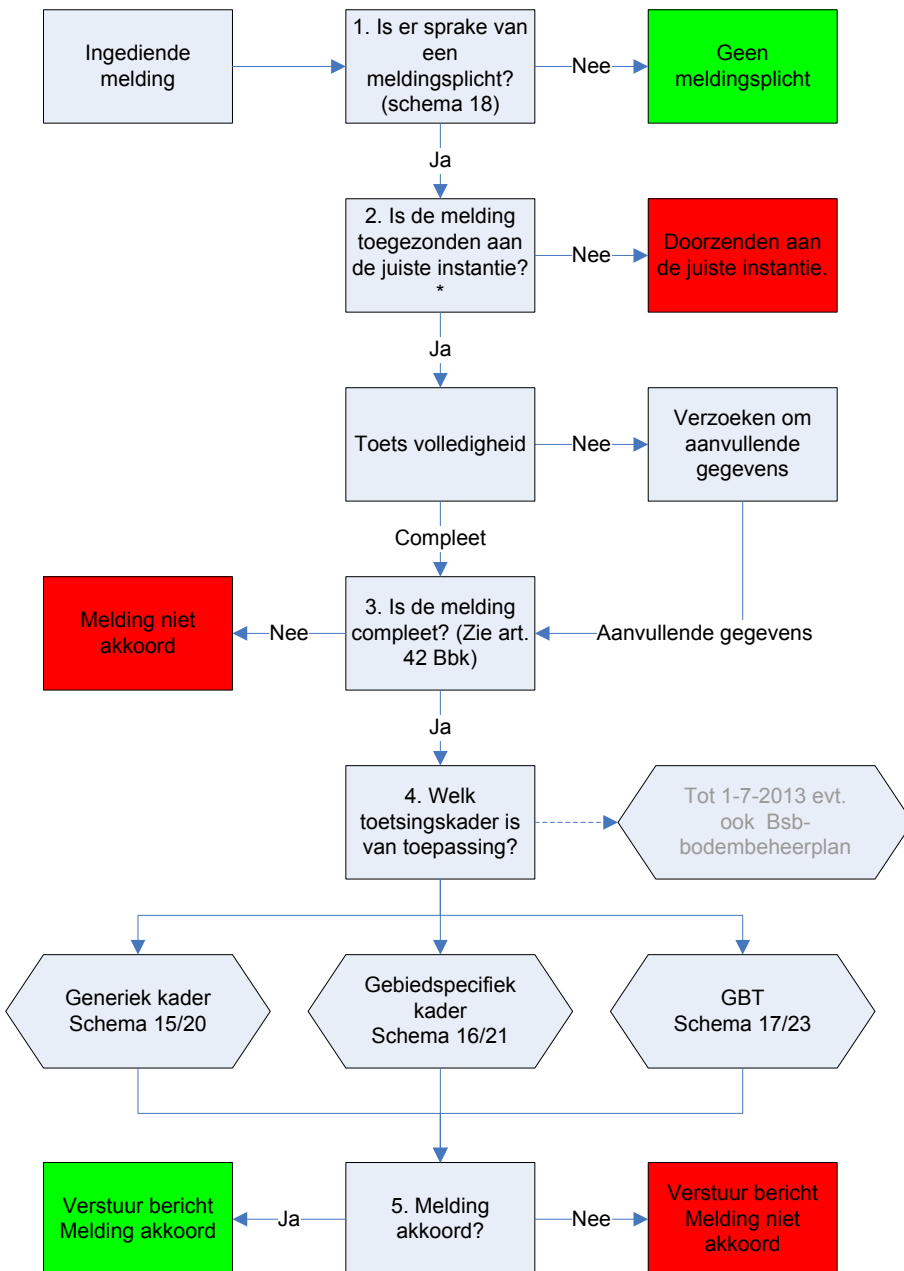 Ingediende
melding
1. Is er sprake van
een
meldingsplicht?
(schema 18)
Nee
Geen
meldingsplicht
Ja
2. Is de melding
toegezonden aan
de juiste instantie?
*
Nee
Doorzenden aan
de juiste instantie.
Ja
Toets volledigheid
Nee
Verzoeken om
aanvullende
gegevens
Compleet
Melding niet
akkoord
Nee
3. Is de melding
compleet? (Zie art.
42 Bbk)
Aanvullende gegevens
Ja
4. Welk
toetsingskader is
van toepassing?
Tot 1-7-2013 evt.
ook Bsb-
bodembeheerplan
Generiek kader
Schema 15/20
Gebiedspecifiek
kader
Schema 16/21
GBT
Schema 17/23
Verstuur bericht
Melding akkoord
Ja
5. Melding
akkoord?
Nee
Verstuur bericht
Melding niet
akkoord